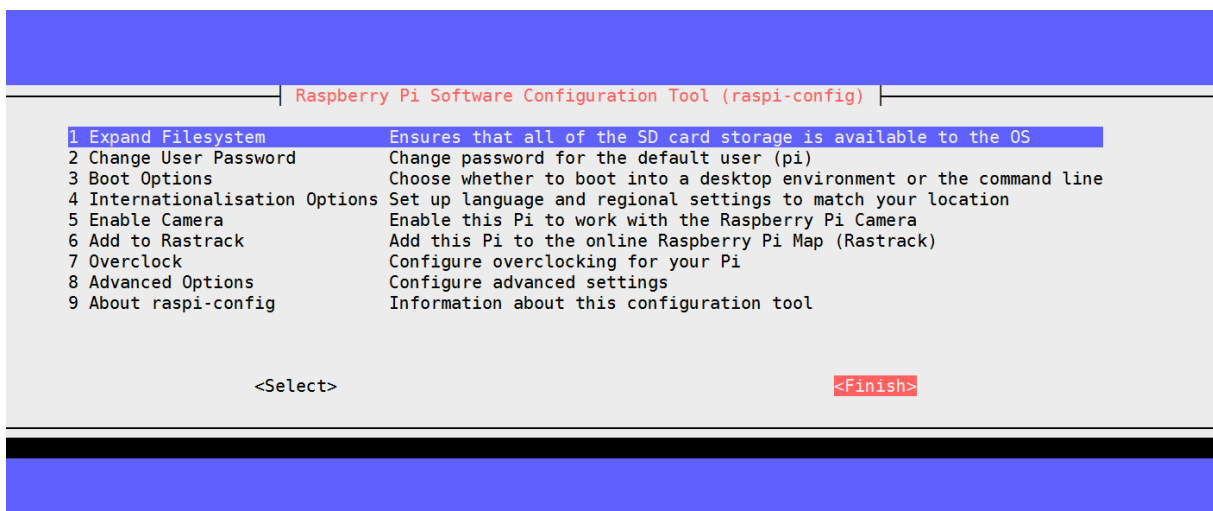 Raspberry Pi Software Configuration Tool (raspi-config)
1 Expand Filesystem Ensures that all of the SD card storage is available to the OS
2 Change User Password Change password for the default user (pi)
3 Boot Options Choose whether to boot into a desktop environment or the command line
4 Internationalisation Options Set up language and regional settings to match your location
5 Enable Camera Enable this Pi to work with the Raspberry Pi Camera
6 Add to Rastrack Add this Pi to the online Raspberry Pi Map (Rastrack)
7 Overclock Configure overclocking for your Pi
8 Advanced Options Configure advanced settings
9 About raspi-config Information about this configuration tool
<Select> <Finish>